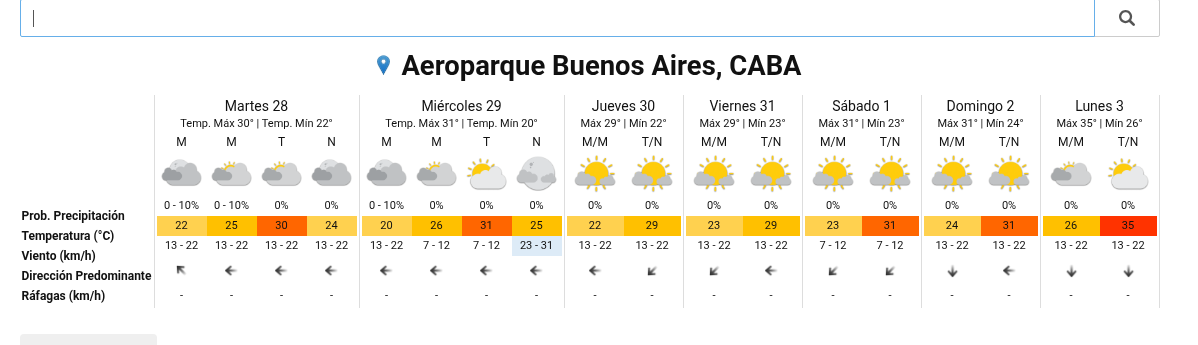 Aeroparque Buenos Aires, CABA
Martes 28 Miércoles 29 Jueves 30 Viernes 31 Sábado 1 Domingo 2 Lunes 3
Temp. Máx 30° | Temp. Mín 22° Temp. Máx 31° | Temp. Mín 20° Máx 29° | Mín 22° Máx 29° | Mín 23° Máx 31° | Mín 23° Máx 31° | Mín 24° Máx 35° | Mín 26°
M M T N M M T N M/M T/N M/M T/N M/M T/N M/M T/N M/M T/N
Prob. Precipitación 0 - 10% 0 - 10% 0% 0% 0 - 10% 0% 0% 0% 0% 0% 0% 0% 0% 0% 0% 0% 0% 0%
Temperatura (°C) 22 25 30 24 20 26 31 25 22 29 23 29 23 31 24 31 26 35
Viento (km/h) 13 - 22 13 - 22 13 - 22 13 - 22 13 - 22 7 - 12 7 - 12 23 - 31 13 - 22 13 - 22 13 - 22 13 - 22 7 - 12 7 - 12 13 - 22 13 - 22 13 - 22 13 - 22
Dirección Predominante
Ráfagas (km/h) - - - - - - - - - - - - - - - - - -